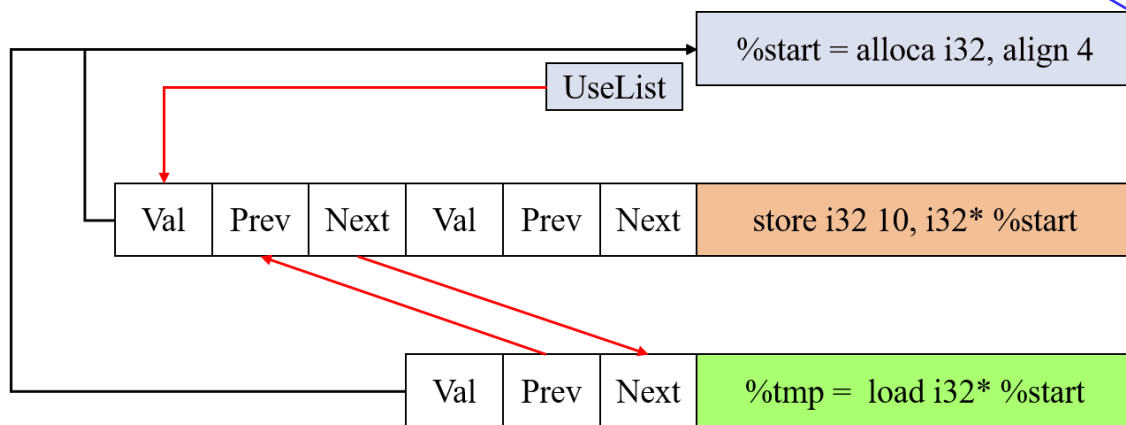 %start = alloca i32, align 4
UseList
Val Prev Next Val Prev Next store i32 10, i32* %start
Val Prev Next %tmp = load i32* %start